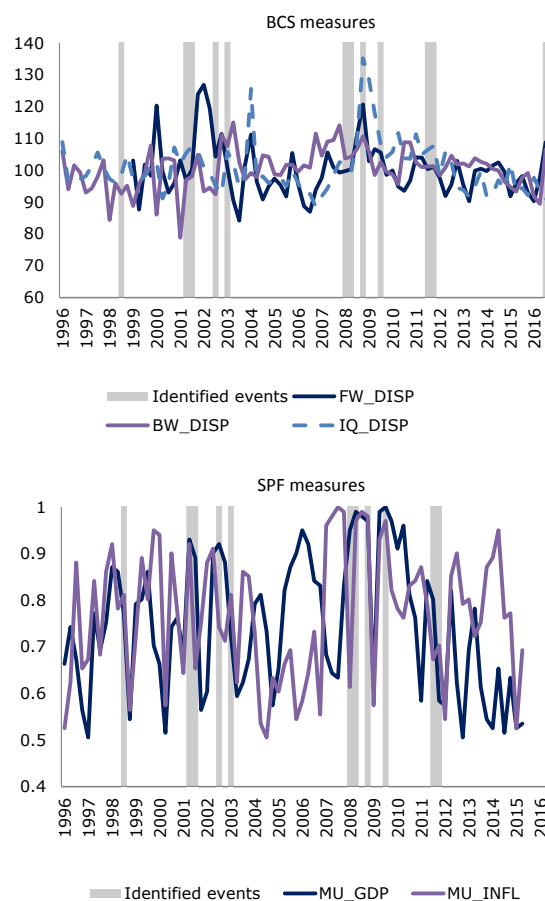 BCS measures
140
130
120
110
100
90
80
70
60
1996 1997 1998 1999 2000 2001 2002 2003 2004 2005 2006 2007 2008 2009 2010 2011 2012 2013 2014 2015 2016
Identified events FW_DISP
BW_DISP IQ_DISP
SPF measures
1
0.9
0.8
0.7
0.6
0.5
0.4
1996 1997 1998 1999 2000 2001 2002 2003 2004 2005 2006 2007 2008 2009 2010 2011 2012 2013 2014 2015 2016
Identified events MU_GDP MU_INFL